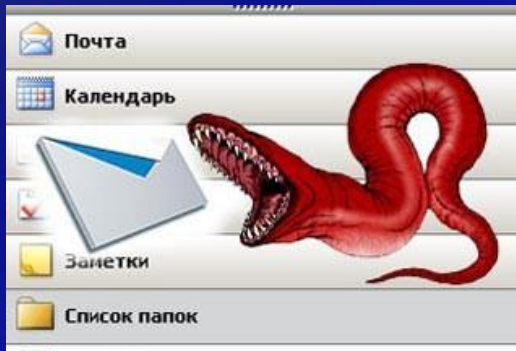 Почта
Календарь
Заметки
Список папок